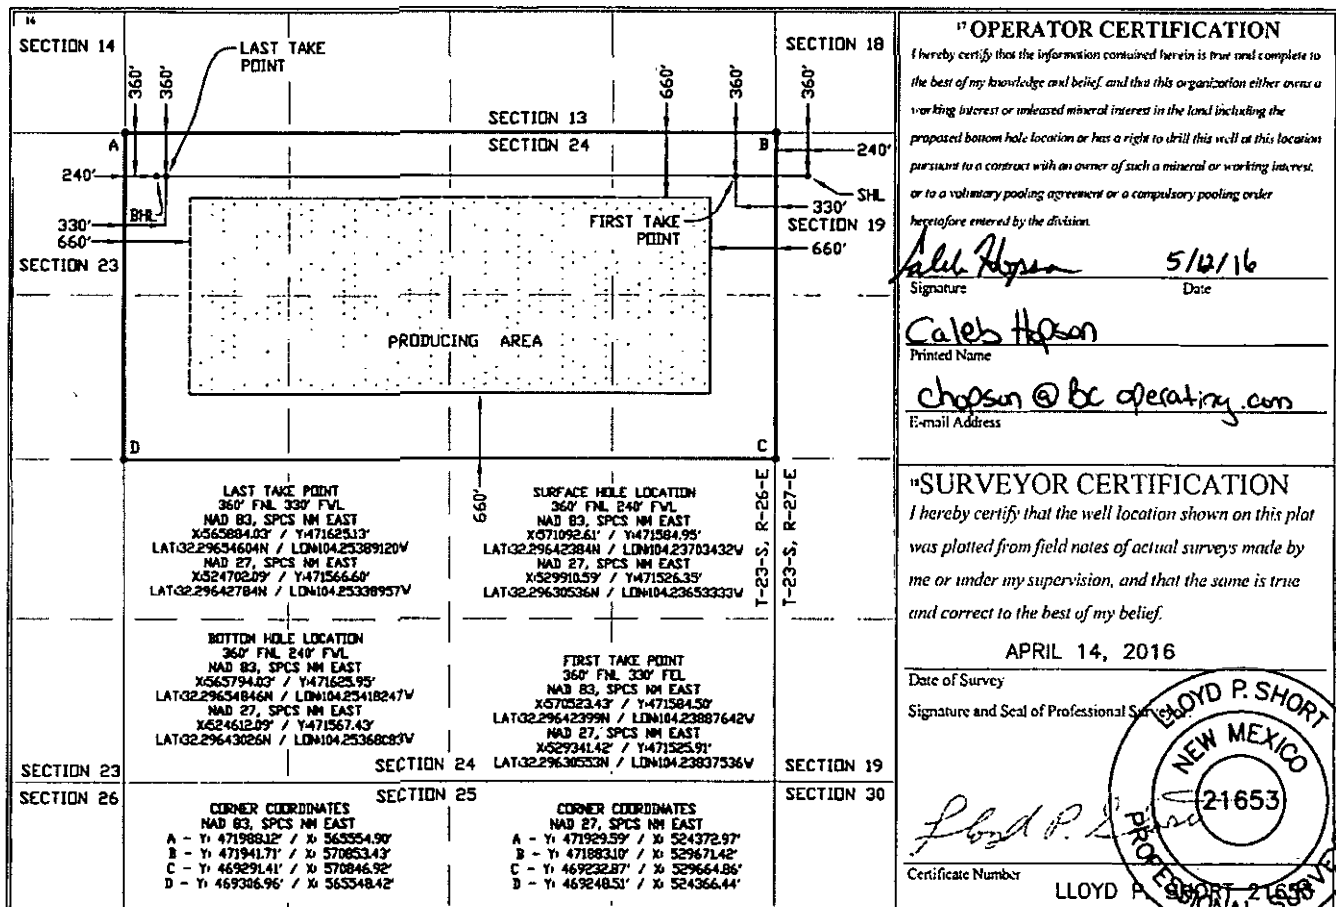 16
SECTION 14
LAST TAKE
POINT
SECTION 18
360'
360'
660'
360'
360'
SECTION 13
A
SECTION 24
B
240'
240'
BHL
SHL
330'
FIRST TAKE
POINT
330'
SECTION 19
660'
660'
SECTION 23
PRODUCING AREA
D
C
660'
T-23-S, R-26-E
T-23-S, R-27-E
LAST TAKE POINT
360' FNL 330' FWL
NAD 83, SPCS NM EAST
X:565884.03' / Y:471625.13'
LAT:32.29654604N / LON:104.25389120W
NAD 27, SPCS NM EAST
X:524702.09' / Y:471566.60'
LAT:32.29642784N / LON:104.25338957W
SURFACE HOLE LOCATION
360' FNL 240' FWL
NAD 83, SPCS NM EAST
X:571092.61' / Y:471584.95'
LAT:32.29642384N / LON:104.23703432W
NAD 27, SPCS NM EAST
X:529910.59' / Y:471526.35'
LAT:32.29630536N / LON:104.23653333W
BOTTOM HOLE LOCATION
360' FNL 240' FWL
NAD 83, SPCS NM EAST
X:565794.03' / Y:471625.95'
LAT:32.29654846N / LON:104.25418247W
NAD 27, SPCS NM EAST
X:524612.09' / Y:471567.43'
LAT:32.29643026N / LON:104.25368083W
FIRST TAKE POINT
360' FNL 330' FEL
NAD 83, SPCS NM EAST
X:570523.43' / Y:471584.50'
LAT:32.29642399N / LON:104.23887642W
NAD 27, SPCS NM EAST
X:529341.42' / Y:471525.91'
LAT:32.29630553N / LON:104.23837536W
SECTION 23
SECTION 24
SECTION 19
SECTION 26
SECTION 25
SECTION 30
CORNER COORDINATES
NAD 83, SPCS NM EAST
A - Y: 471988.12' / X: 565554.90'
B - Y: 471941.71' / X: 570853.43'
C - Y: 469291.41' / X: 570846.92'
D - Y: 469306.96' / X: 565548.42'
CORNER COORDINATES
NAD 27, SPCS NM EAST
A - Y: 471929.59' / X: 524372.97'
B - Y: 471883.10' / X: 529671.42'
C - Y: 469232.87' / X: 529664.86'
D - Y: 469248.51' / X: 524366.44'
17 OPERATOR CERTIFICATION
I hereby certify that the information contained herein is true and complete to
the best of my knowledge and belief, and that this organization either owns a
working interest or unleased mineral interest in the land including the
proposed bottom hole location or has a right to drill this well at this location
pursuant to a contract with an owner of such a mineral or working interest,
or to a voluntary pooling agreement or a compulsory pooling order
heretofore entered by the division.
Caleb Hopson 5/12/16
Signature Date
Caleb Hopson
Printed Name
chopson @ bc operating.com
E-mail Address
18 SURVEYOR CERTIFICATION
I hereby certify that the well location shown on this plat
was plotted from field notes of actual surveys made by
me or under my supervision, and that the same is true
and correct to the best of my belief.
APRIL 14, 2016
Date of Survey
Signature and Seal of Professional
LLOYD P. SHORT
NEW MEXICO
21653
PROFESSIONAL
Lloyd P. Short
Certificate Number
LLOYD P. SHORT 21653